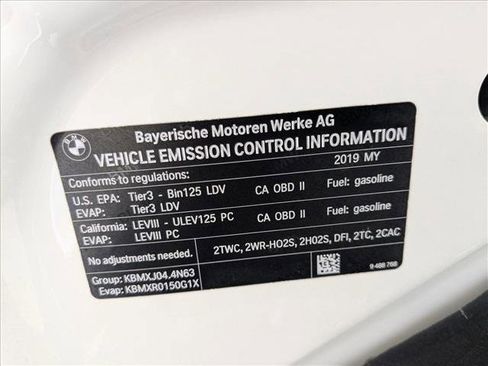 BMW
Bayerische Motoren Werke AG
VEHICLE EMISSION CONTROL INFORMATION
Conforms to regulations: 2019 MY
U.S. EPA: Tier3 - Bin125 LDV CA OBD II Fuel: gasoline
EVAP: Tier3 LDV
California: LEVIII - ULEV125 PC CA OBD II Fuel: gasoline
EVAP: LEVIII PC
No adjustments needed. 2TWC, 2WR-HO2S, 2HO2S, DFI, 2TC, 2CAC
Group: KBMXJ04.4N63
Evap: KBMXR0150G1X
9 488 768